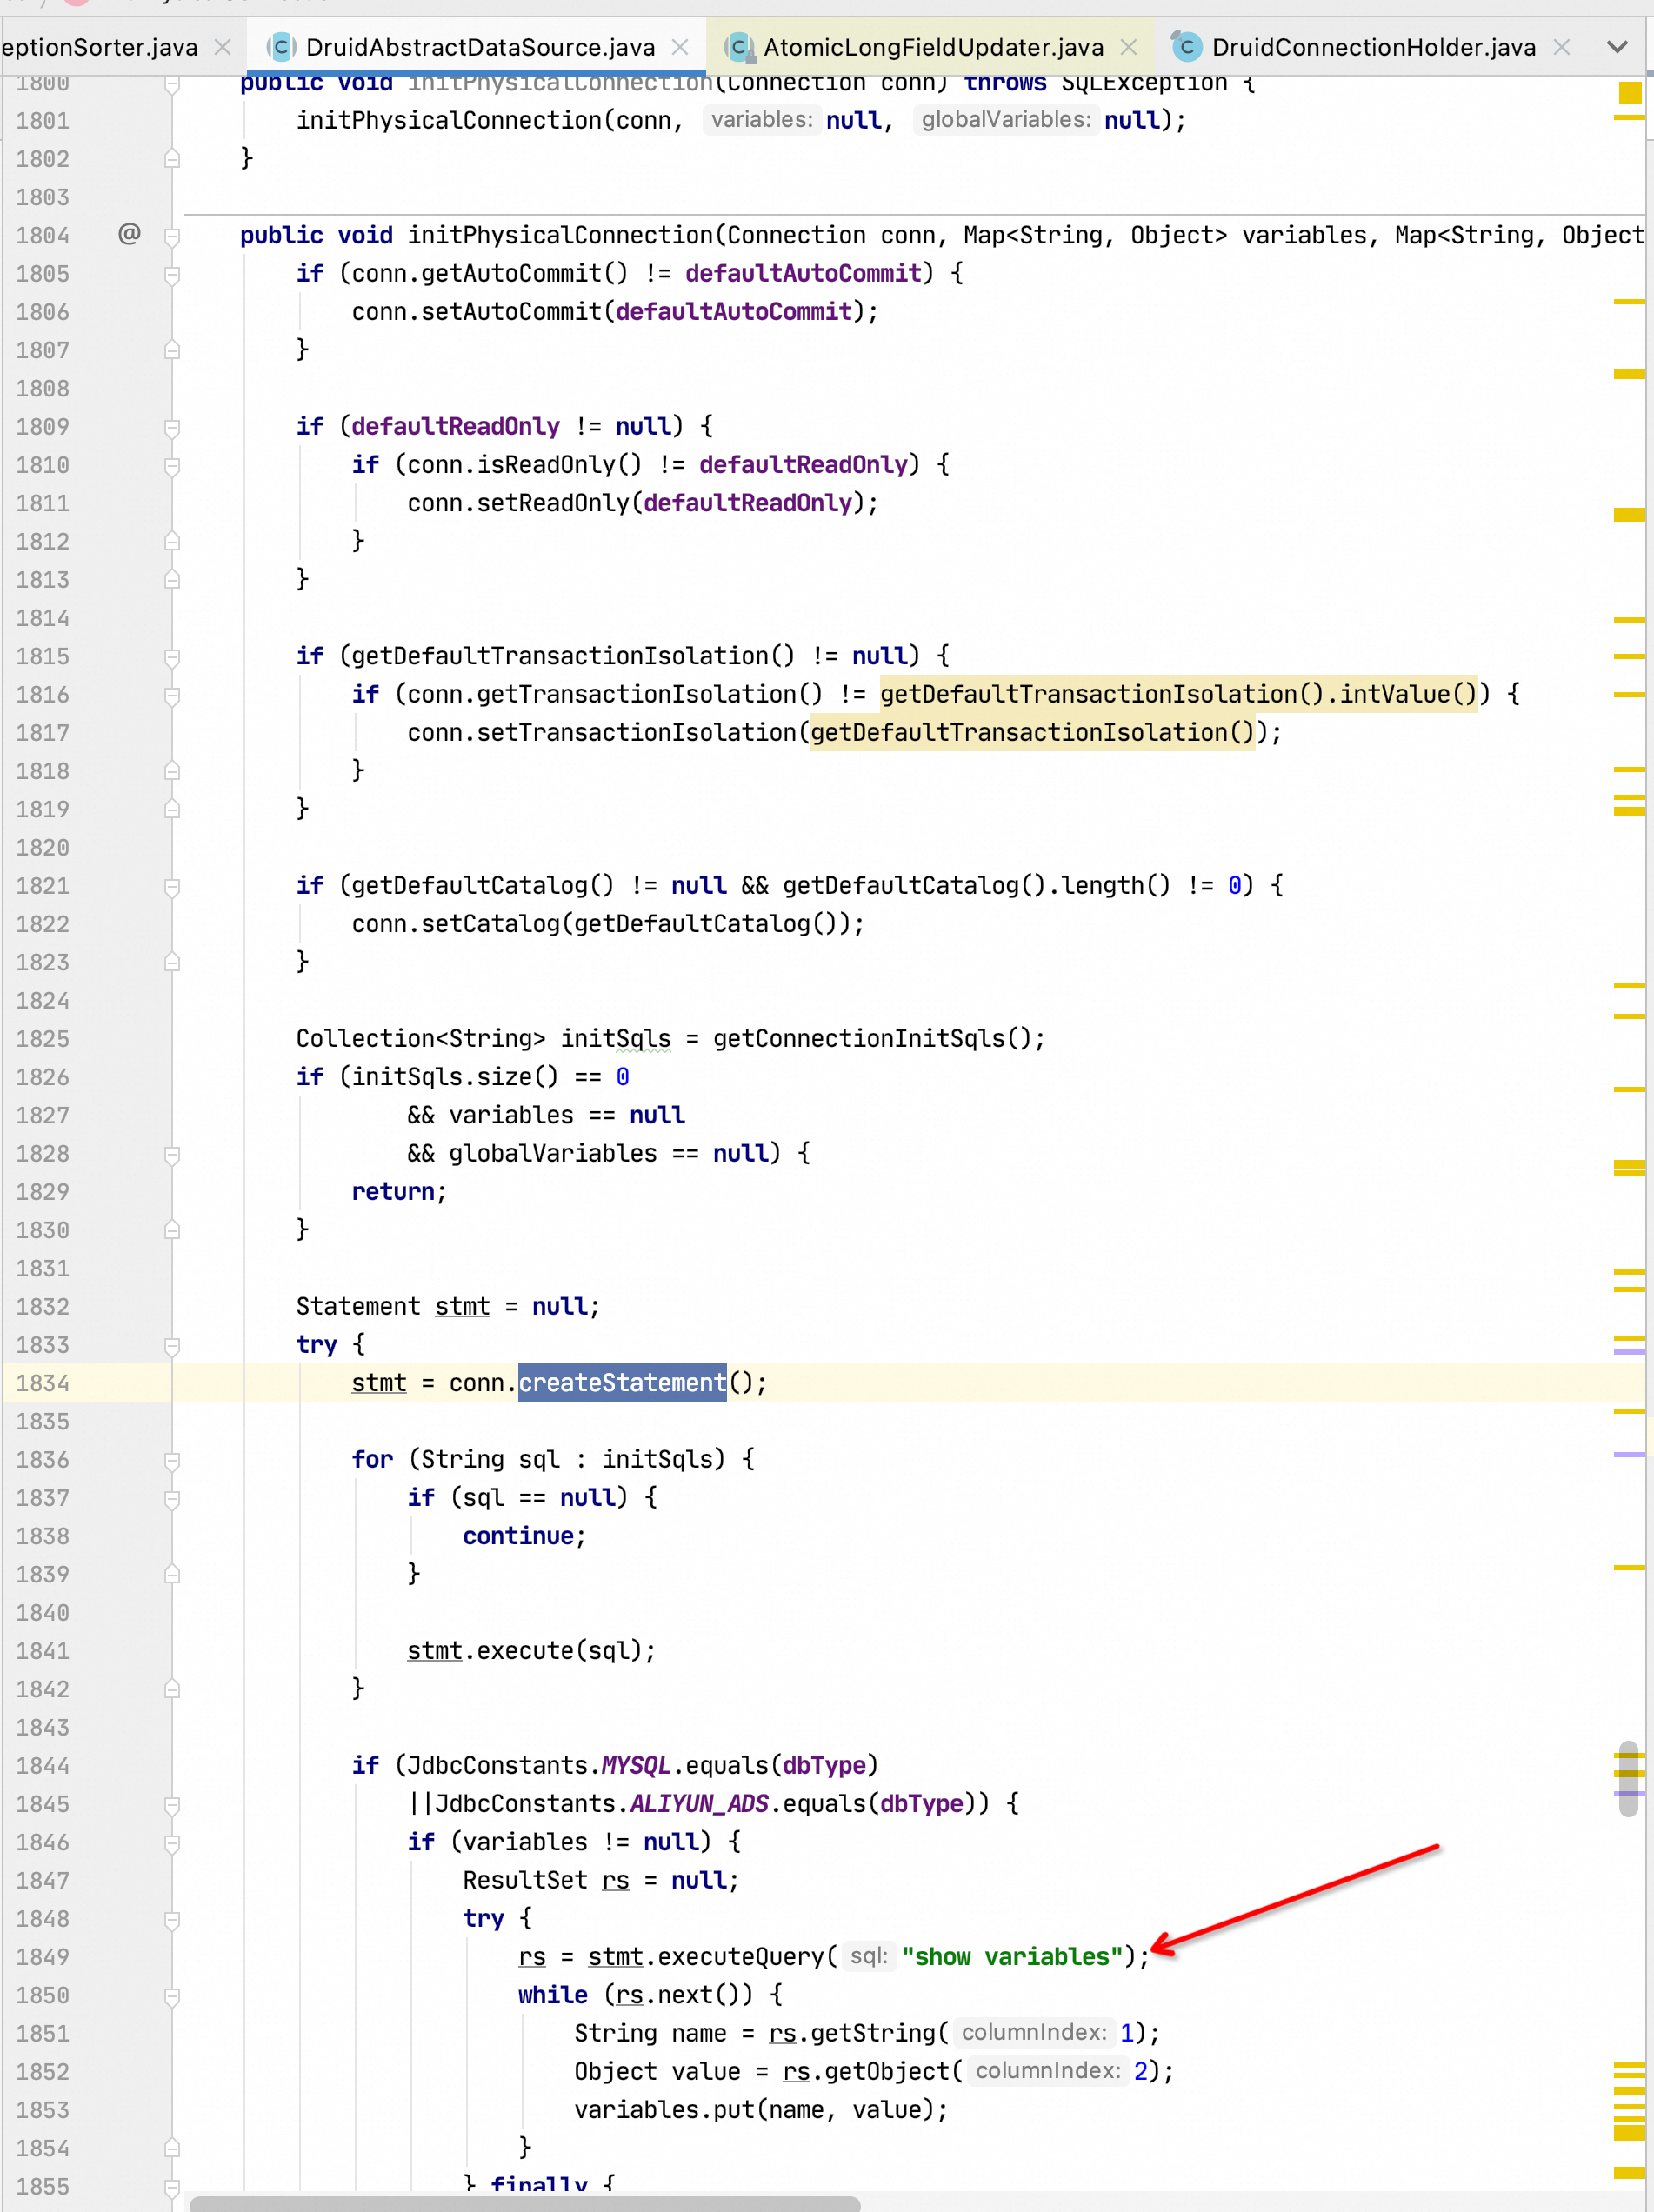 eptionSorter.java
DruidAbstractDataSource.java
AtomicLongFieldUpdater.java
DruidConnectionHolder.java
1800 public void initPhysicalConnection(Connection conn) throws SQLException {
1801 initPhysicalConnection(conn, variables: null, globalVariables: null);
1802 }
1803
1804 @ public void initPhysicalConnection(Connection conn, Map<String, Object> variables, Map<String, Object
1805 if (conn.getAutoCommit() != defaultAutoCommit) {
1806 conn.setAutoCommit(defaultAutoCommit);
1807 }
1808
1809 if (defaultReadOnly != null) {
1810 if (conn.isReadOnly() != defaultReadOnly) {
1811 conn.setReadOnly(defaultReadOnly);
1812 }
1813 }
1814
1815 if (getDefaultTransactionIsolation() != null) {
1816 if (conn.getTransactionIsolation() != getDefaultTransactionIsolation().intValue()) {
1817 conn.setTransactionIsolation(getDefaultTransactionIsolation());
1818 }
1819 }
1820
1821 if (getDefaultCatalog() != null && getDefaultCatalog().length() != 0) {
1822 conn.setCatalog(getDefaultCatalog());
1823 }
1824
1825 Collection<String> initSqls = getConnectionInitSqls();
1826 if (initSqls.size() == 0
1827 && variables == null
1828 && globalVariables == null) {
1829 return;
1830 }
1831
1832 Statement stmt = null;
1833 try {
1834 stmt = conn.createStatement();
1835
1836 for (String sql : initSqls) {
1837 if (sql == null) {
1838 continue;
1839 }
1840
1841 stmt.execute(sql);
1842 }
1843
1844 if (JdbcConstants.MYSQL.equals(dbType)
1845 ||JdbcConstants.ALIYUN_ADS.equals(dbType)) {
1846 if (variables != null) {
1847 ResultSet rs = null;
1848 try {
1849 rs = stmt.executeQuery( sql: "show variables");
1850 while (rs.next()) {
1851 String name = rs.getString( columnIndex: 1);
1852 Object value = rs.getObject( columnIndex: 2);
1853 variables.put(name, value);
1854 }
1855 } finally {